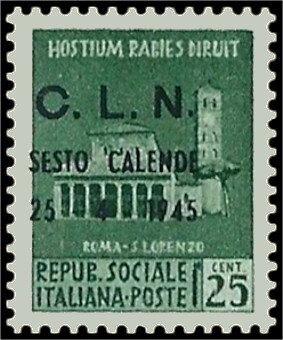 HOSTIUM RABIES DIRUIT
C. L. N.
SESTO CALENDE
25 4 1945
ROMA - S. LORENZO
REPUB. SOCIALE
ITALIANA-POSTE
CENT.
25